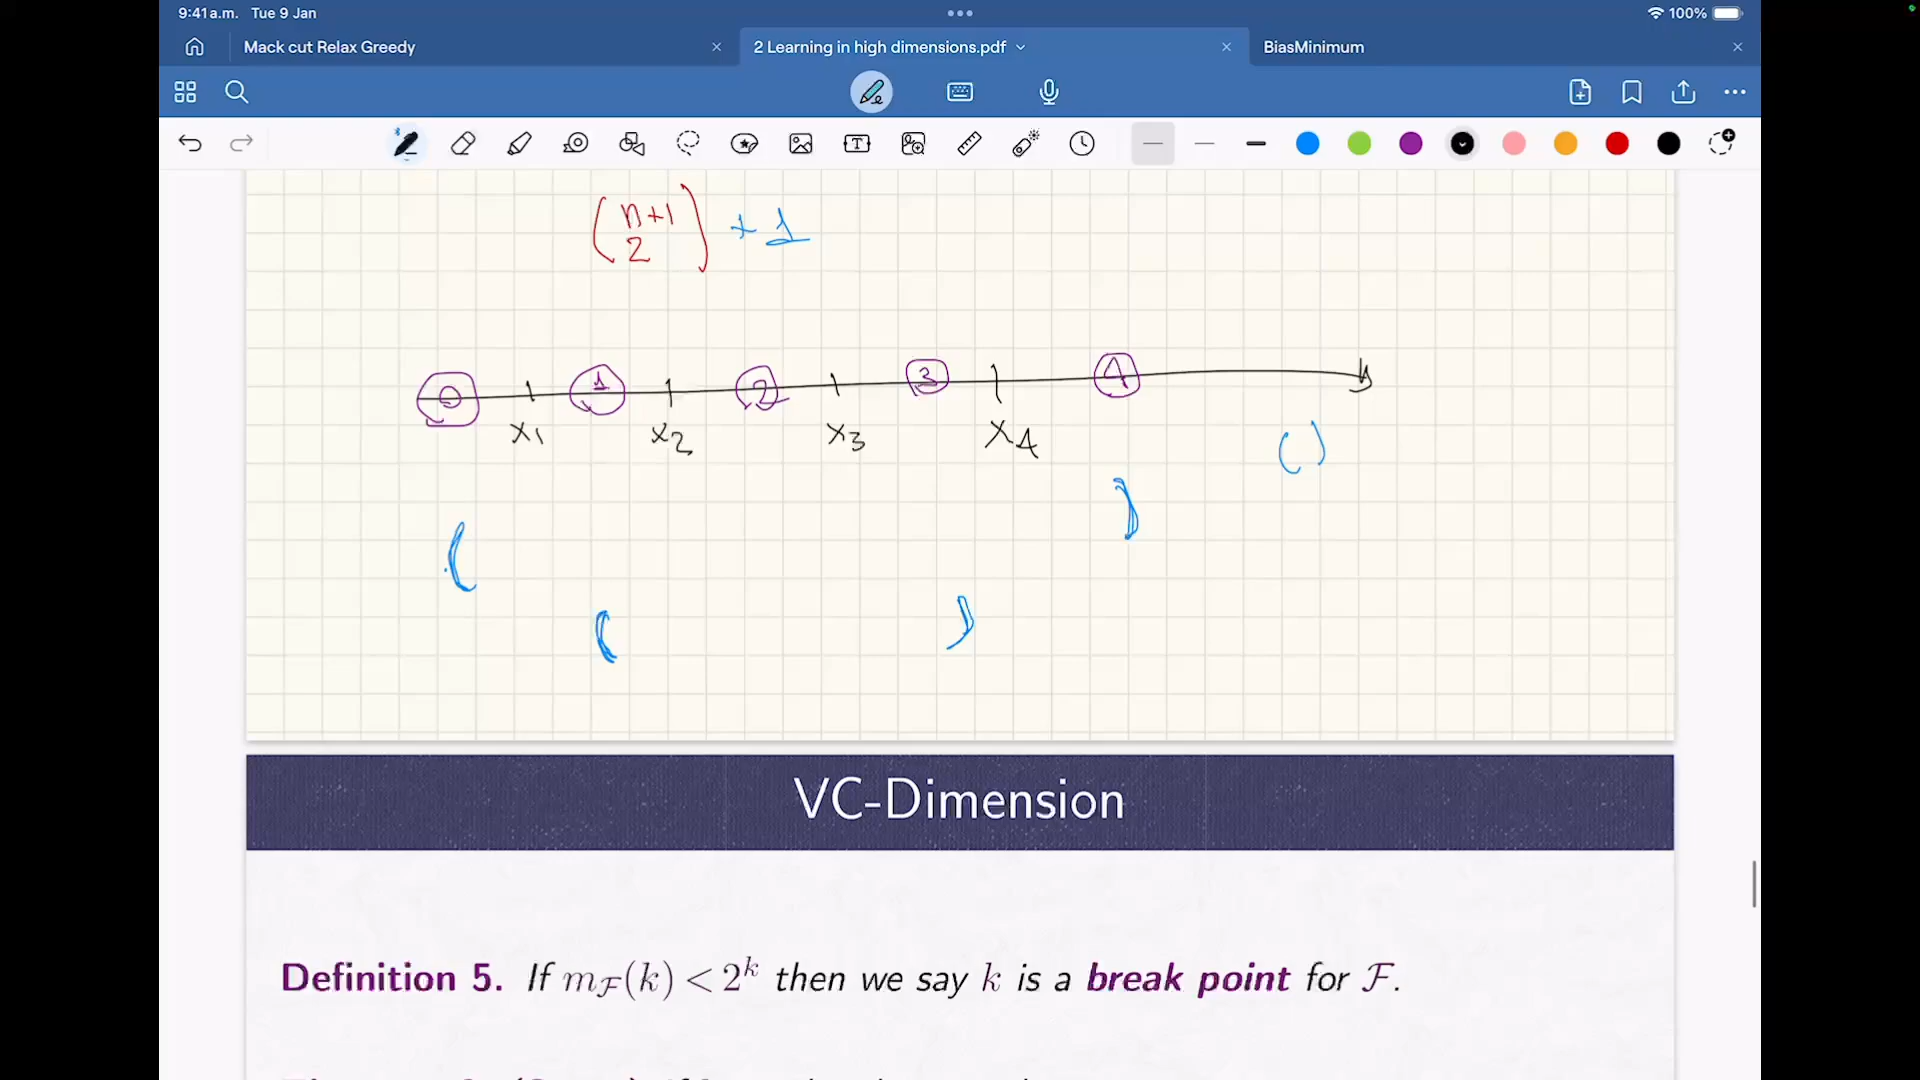 9:41 a.m. Tue 9 Jan
100%
Mack cut Relax Greedy
2 Learning in high dimensions.pdf
BiasMinimum
(n+1
2) + 1
0 1 2 3 4
x1 x2 x3 x4
( )
)
(
( )
VC-Dimension
Definition 5. If m_ℱ(k) < 2^k then we say k is a break point for ℱ.